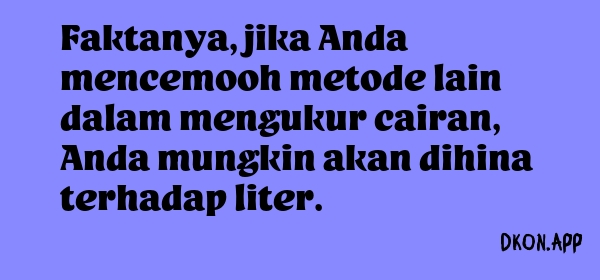 Faktanya, jika Anda
mencemooh metode lain
dalam mengukur cairan,
Anda mungkin akan dihina
terhadap liter.
DKON.APP